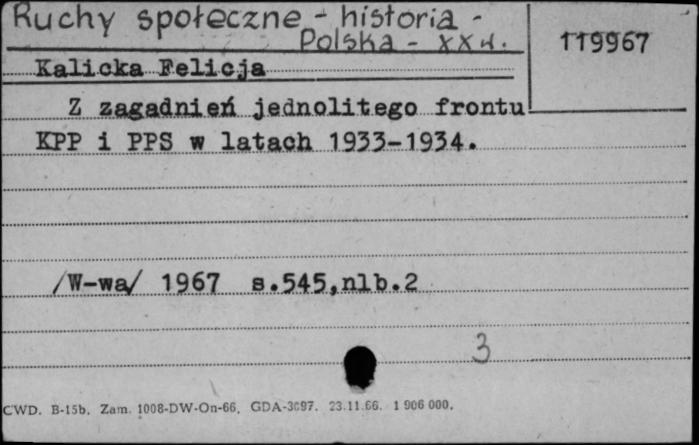 Ruchy społeczne - historia -
Polska - XX w.
119967
Kalicka Felicja
Z zagadnień jednolitego frontu
KPP i PPS w latach 1933-1934.
/W-wa/ 1967 s.545,nlb.2
3
CWD. B-15b. Zam. 1008-DW-On-66. GDA-3697. 23.11.66. 1 906 000.